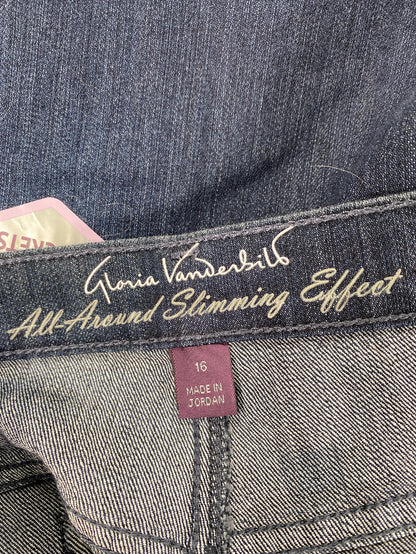 Gloria Vanderbilt
All-Around Slimming Effect
16
MADE IN
JORDAN